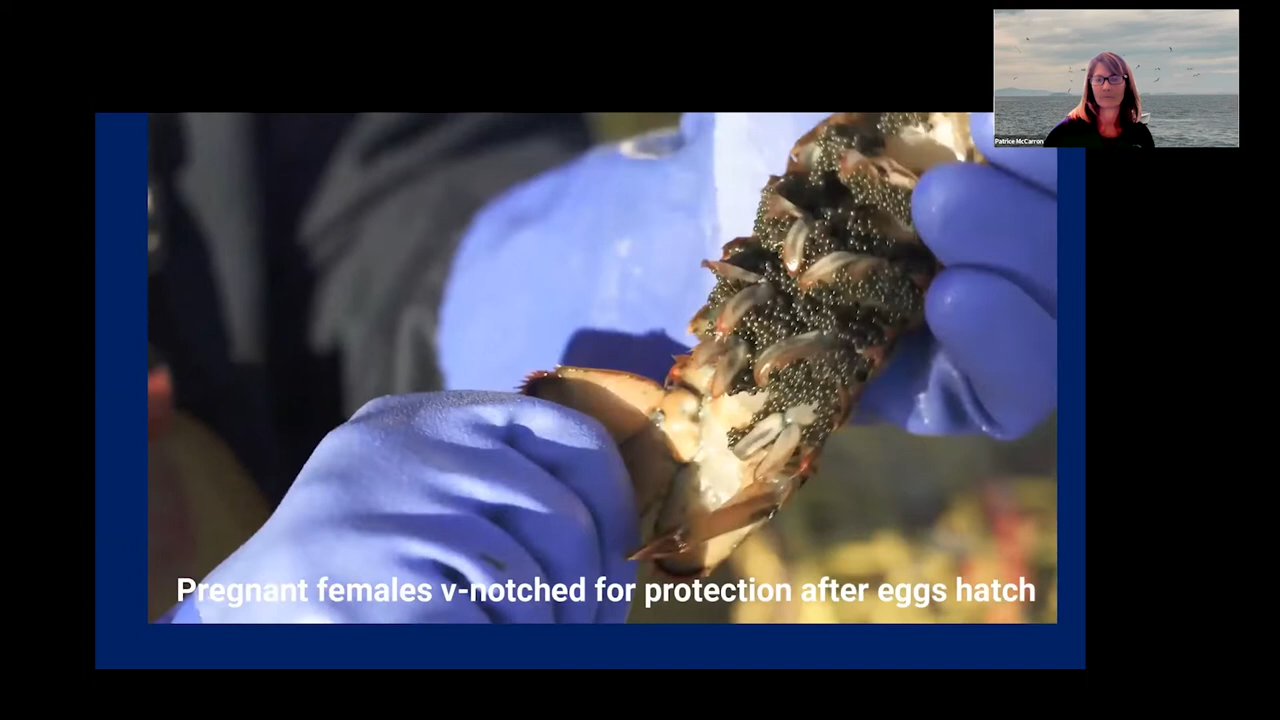 Patrice McCarron
Pregnant females v-notched for protection after eggs hatch